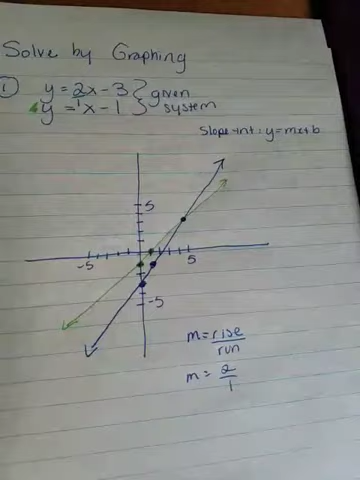 Solve by Graphing
① y = 2x - 3 } given
y = 1x - 1 } system
Slope-int: y = mx+b
5
-5 5
-5
m = rise/run
m = 2/1